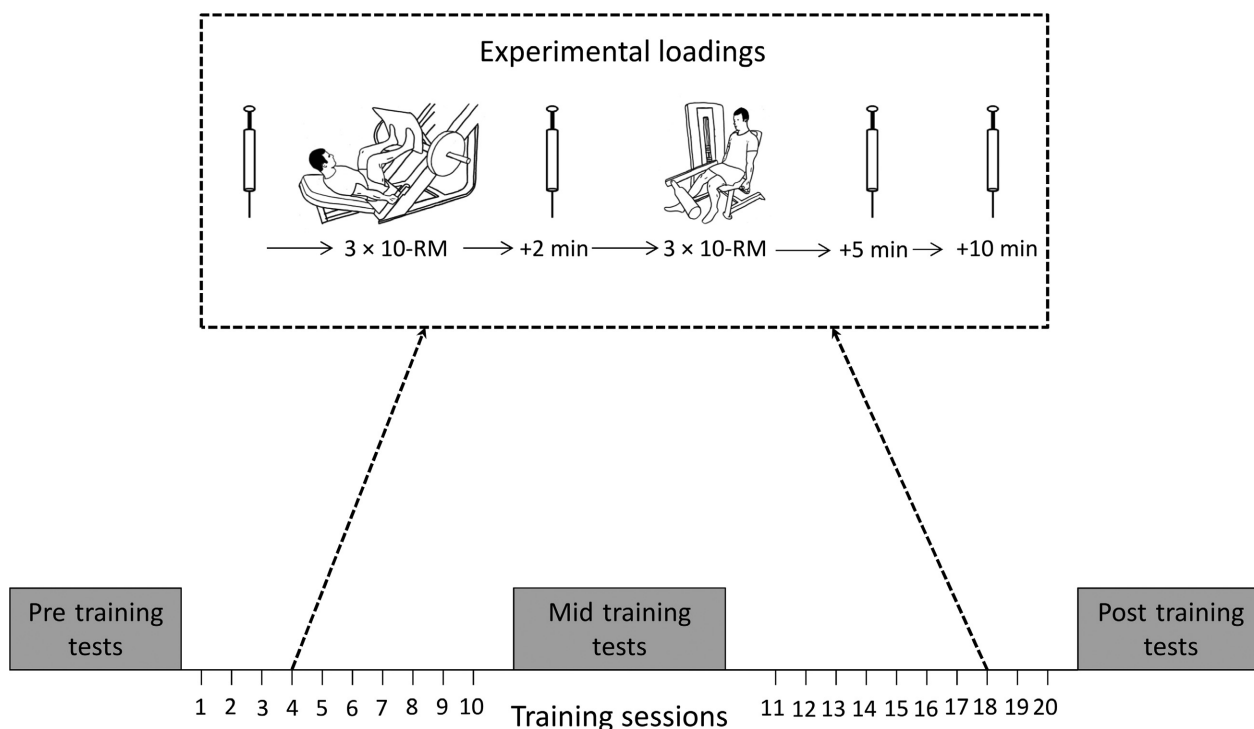 Experimental loadings
3 × 10-RM +2 min 3 × 10-RM +5 min +10 min
Pre training
tests
Mid training
tests
Post training
tests
1 2 3 4 5 6 7 8 9 10 11 12 13 14 15 16 17 18 19 20
Training sessions